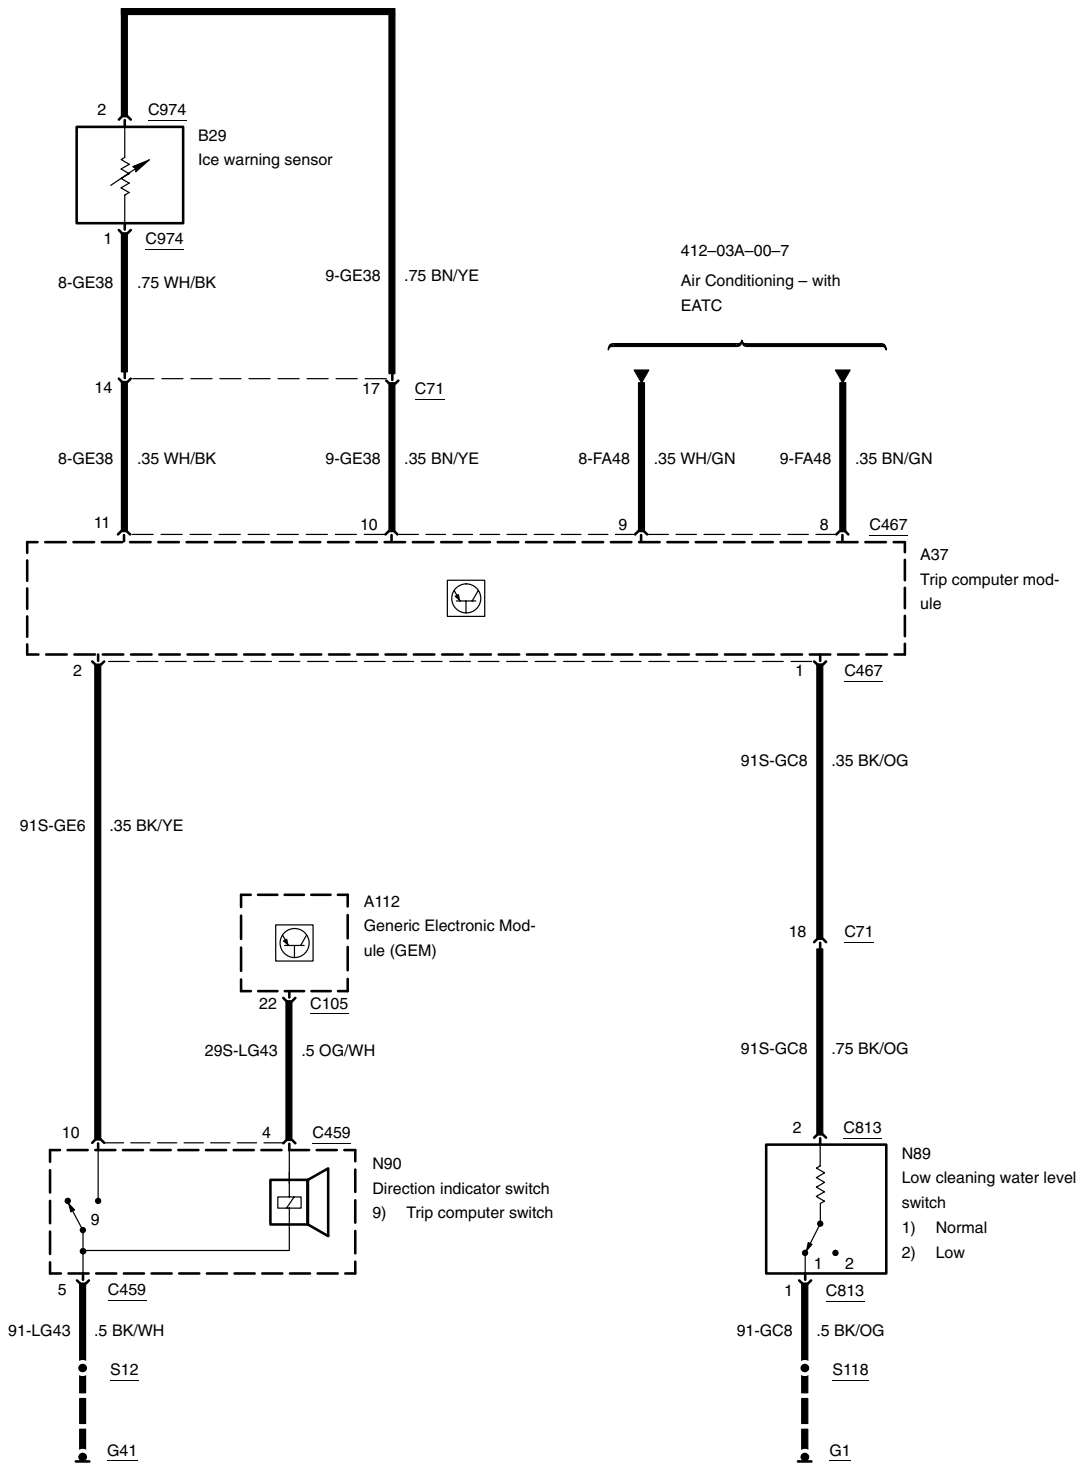 2 C974
B29
Ice warning sensor
1 C974
8-GE38 .75 WH/BK
9-GE38 .75 BN/YE
412–03A–00–7
Air Conditioning – with
EATC
14 17 C71
8-GE38 .35 WH/BK
9-GE38 .35 BN/YE
8-FA48 .35 WH/GN
9-FA48 .35 BN/GN
11 10 9 8 C467
A37
Trip computer mod-
ule
2 1 C467
91S-GC8 .35 BK/OG
91S-GE6 .35 BK/YE
A112
Generic Electronic Mod-
ule (GEM)
18 C71
22 C105
29S-LG43 .5 OG/WH
91S-GC8 .75 BK/OG
10 4 C459
2 C813
N90
Direction indicator switch
9) Trip computer switch
9
N89
Low cleaning water level
switch
1) Normal
2) Low
1 2
5 C459
1 C813
91-LG43 .5 BK/WH
91-GC8 .5 BK/OG
S12
S118
G41
G1